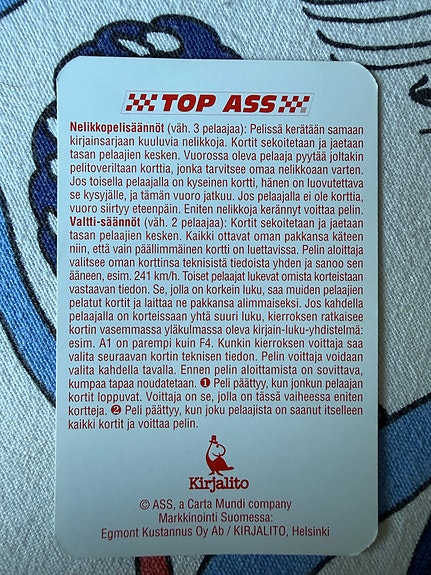 TOP ASS
Nelikkopelisäännöt (väh. 3 pelaajaa): Pelissä kerätään samaan
kirjainsarjaan kuuluvia nelikkoja. Kortit sekoitetaan ja jaetaan
tasan pelaajien kesken. Vuorossa oleva pelaaja pyytää joltakin
pelitoveriltaan korttia, jonka tarvitsee omaa nelikkoaan varten.
Jos toisella pelaajalla on kyseinen kortti, hänen on luovutettava
se kysyjälle, ja tämän vuoro jatkuu. Jos pelaajalla ei ole korttia,
vuoro siirtyy eteenpäin. Eniten nelikkoja kerännyt voittaa pelin.
Valtti-säännöt (väh. 2 pelaajaa): Kortit sekoitetaan ja jaetaan
tasan pelaajien kesken. Kaikki ottavat oman pakkansa käteen
niin, että vain päällimmäinen kortti on luettavissa. Pelin aloittaja
valitsee oman korttinsa teknisistä tiedoista yhden ja sanoo sen
ääneen, esim. 241 km/h. Toiset pelaajat lukevat omista korteistaan
vastaavan tiedon. Se, jolla on korkein luku, saa muiden pelaajien
pelatut kortit ja laittaa ne pakkansa alimmaiseksi. Jos kahdella
pelaajalla on korteissaan yhtä suuri luku, kierroksen ratkaisee
kortin vasemmassa yläkulmassa oleva kirjain-luku-yhdistelmä:
esim. A1 on parempi kuin F4. Kunkin kierroksen voittaja saa
valita seuraavan kortin teknisen tiedon. Pelin voittaja voidaan
valita kahdella tavalla. Ennen pelin aloittamista on sovittava,
kumpaa tapaa noudatetaan. ❶ Peli päättyy, kun jonkun pelaajan
kortit loppuvat. Voittaja on se, jolla on tässä vaiheessa eniten
kortteja. ❷ Peli päättyy, kun joku pelaajista on saanut itselleen
kaikki kortit ja voittaa pelin.
Kirjalito
© ASS, a Carta Mundi company
Markkinointi Suomessa:
Egmont Kustannus Oy Ab / KIRJALITO, Helsinki